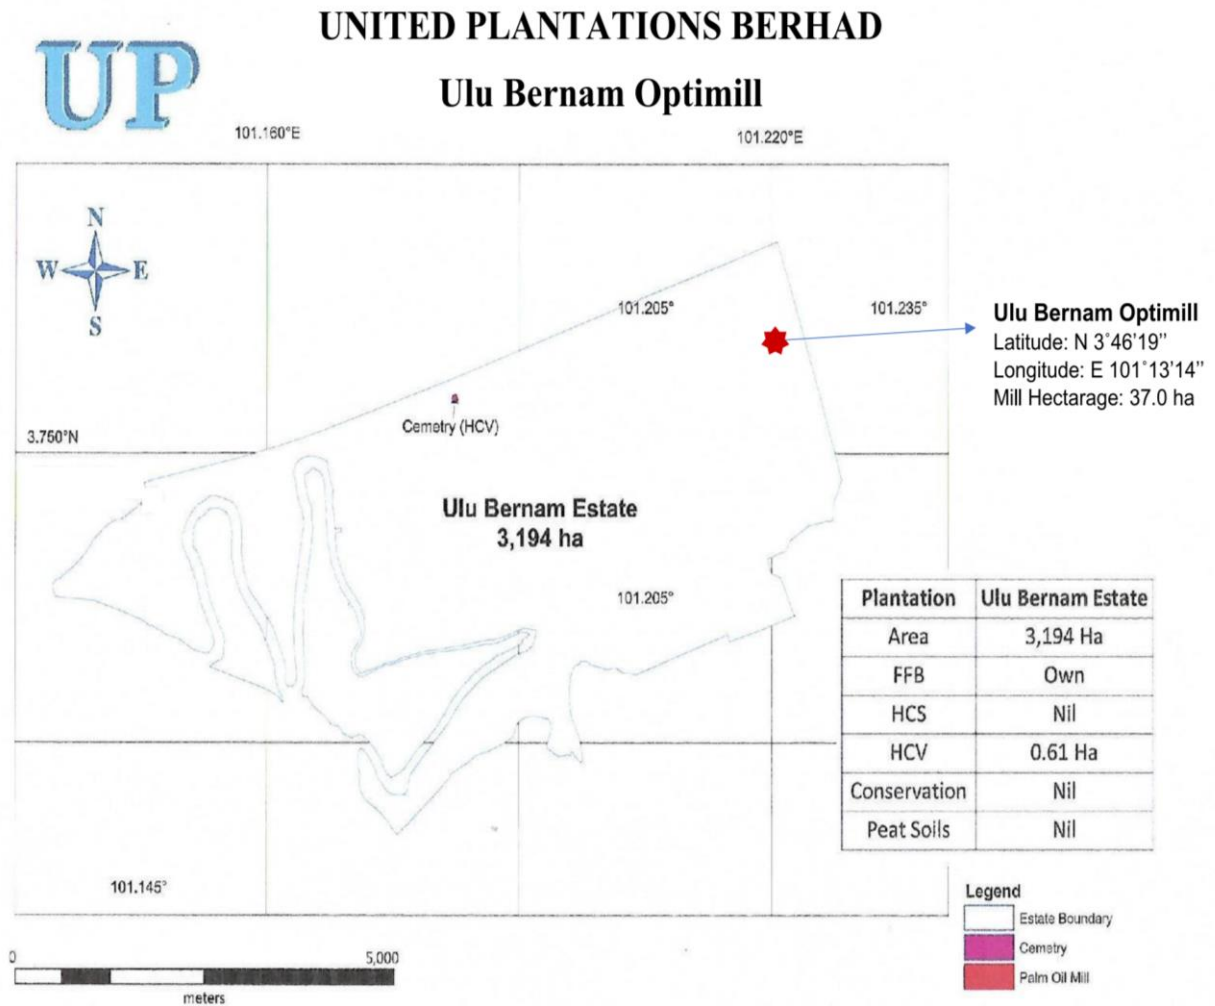 UNITED PLANTATIONS BERHAD
UP
Ulu Bernam Optimill
101.160°E
101.220°E
N
W E
S
101.205°
101.235°
Ulu Bernam Optimill
Latitude: N 3°46'19"
Longitude: E 101°13'14"
Mill Hectarage: 37.0 ha
Cemetry (HCV)
3.750°N
Ulu Bernam Estate
3,194 ha
101.205°
Plantation Ulu Bernam Estate
Area 3,194 Ha
FFB Own
HCS Nil
HCV 0.61 Ha
Conservation Nil
Peat Soils Nil
101.145°
Legend
Estate Boundary
Cemetry
Palm Oil Mill
0 5,000
meters